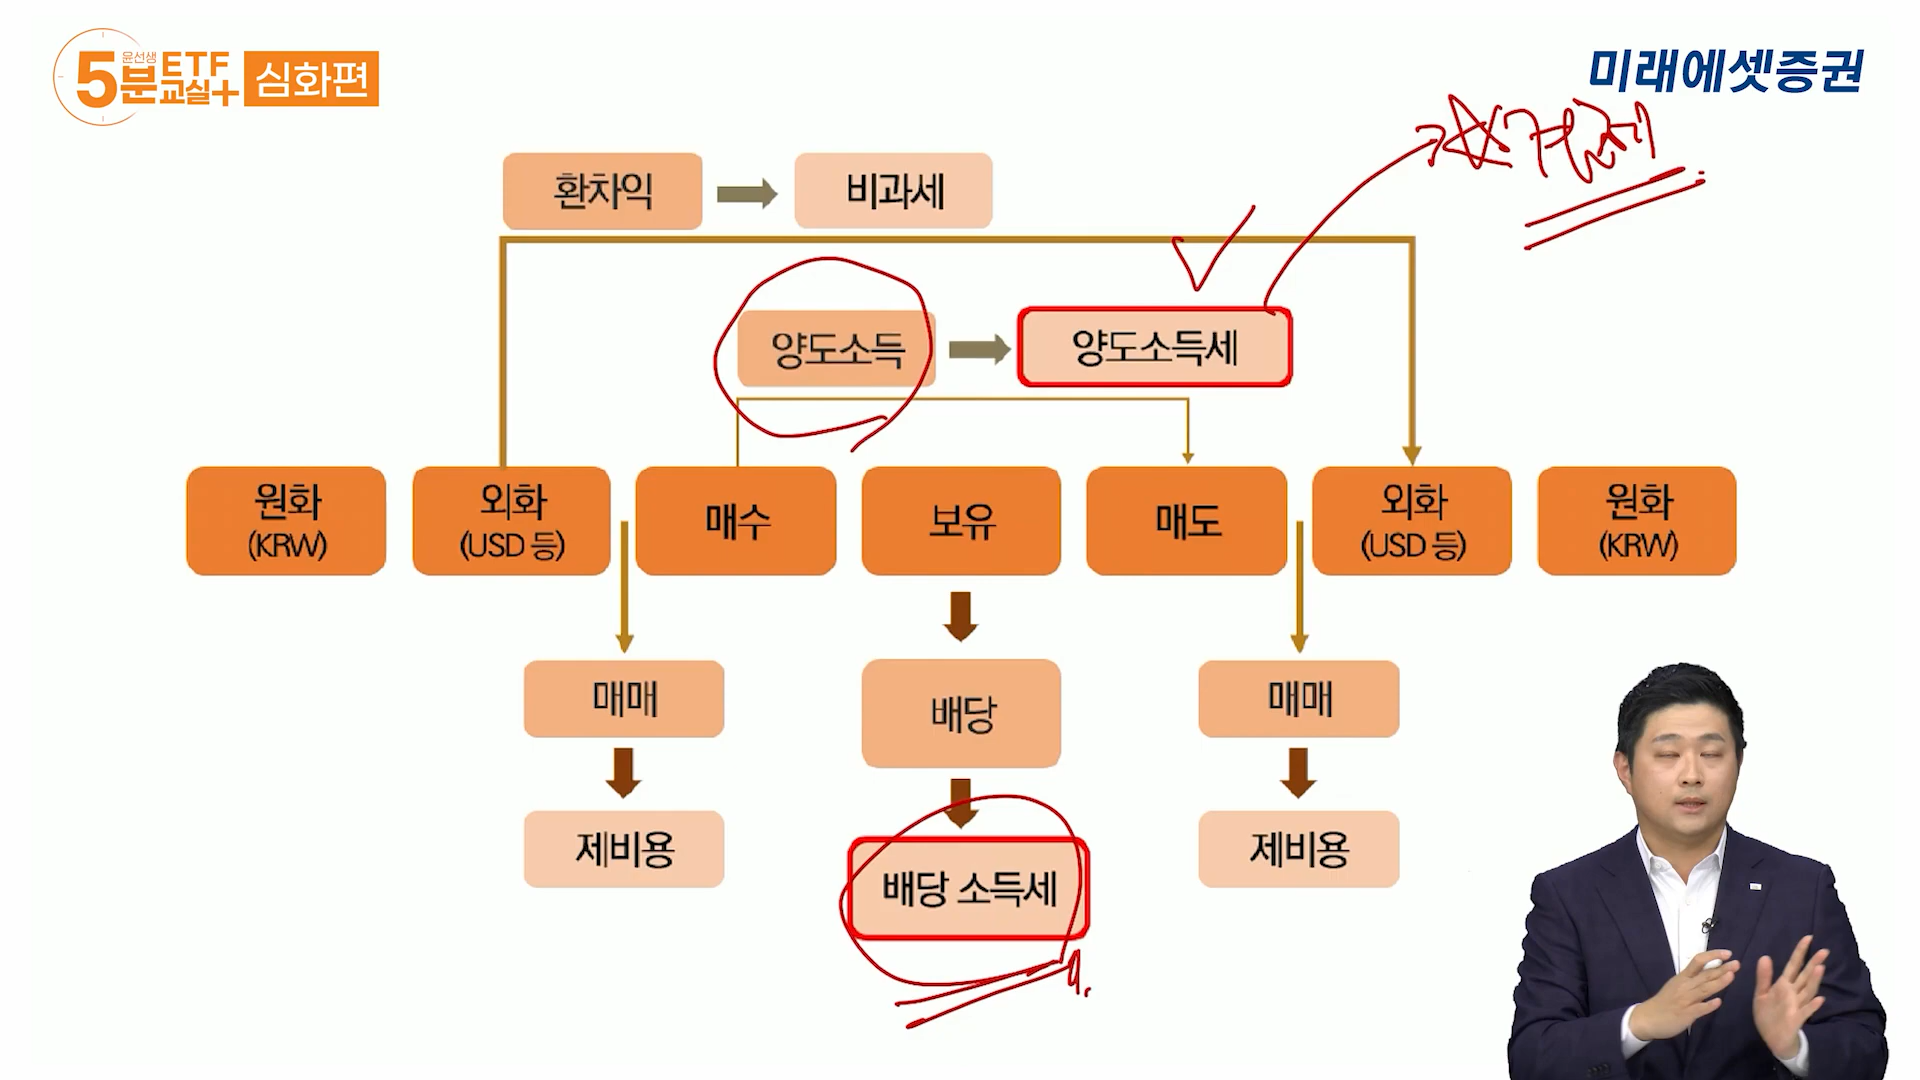 5분
윤선생
ETF
교실+
심화편
미래에셋증권
환차익
비과세
양도소득
양도소득세
원화
(KRW)
외화
(USD 등)
매수
보유
매도
외화
(USD 등)
원화
(KRW)
매매
배당
매매
제비용
배당 소득세
제비용